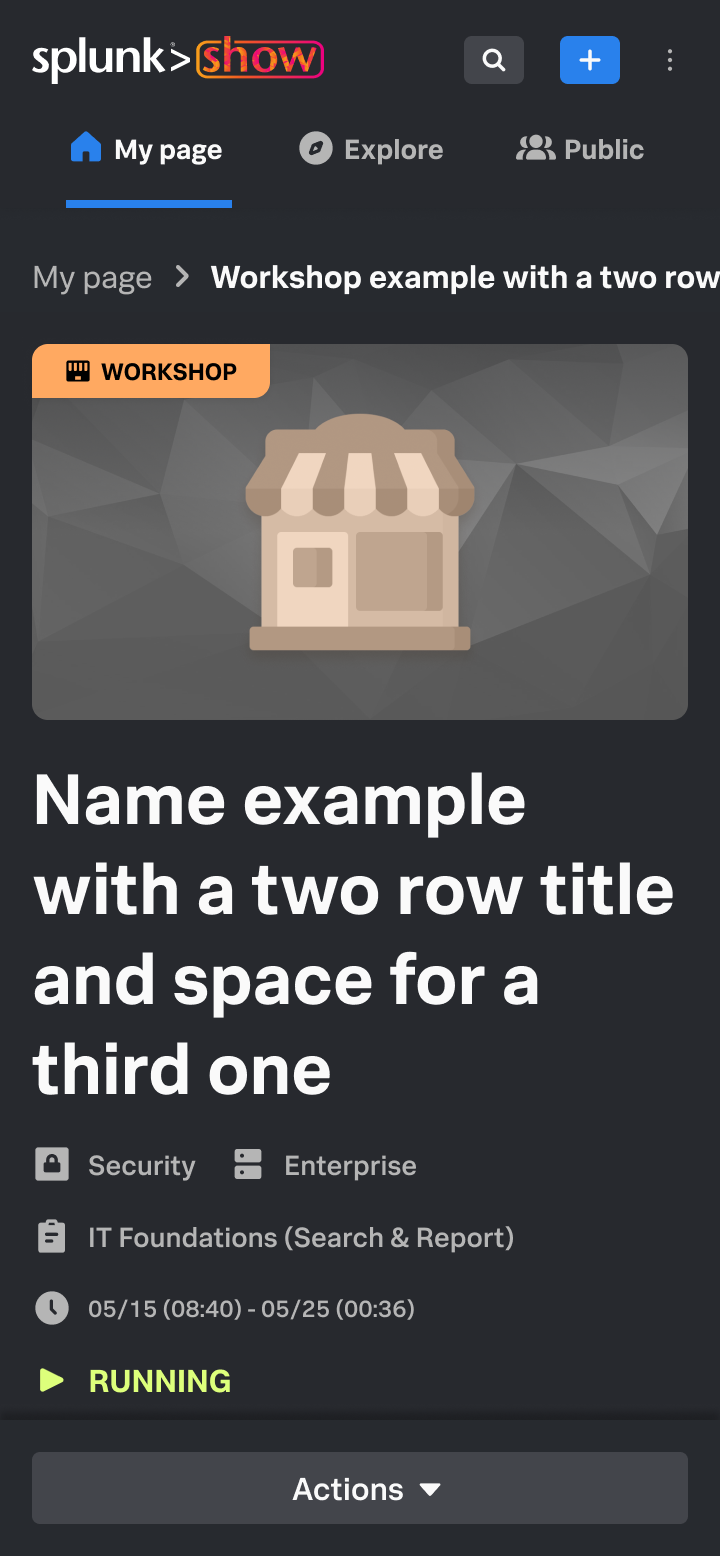 splunk> show
My page Explore Public
My page Workshop example with a two row
WORKSHOP
Name example
with a two row title
and space for a
third one
Security Enterprise
IT Foundations (Search & Report)
05/15 (08:40) - 05/25 (00:36)
RUNNING
Actions